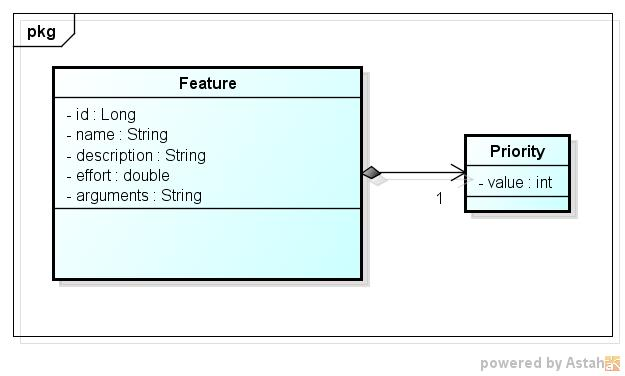 pkg
Feature
- id : Long
- name : String
- description : String
- effort : double
- arguments : String
Priority
- value : int
1
powered by Astah